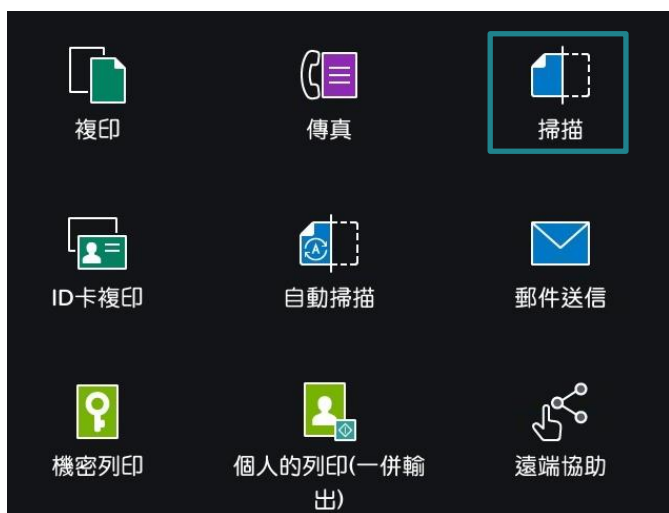 複印
傳真
掃描
ID卡複印
自動掃描
郵件送信
機密列印
個人的列印(一併輸
出)
遠端協助